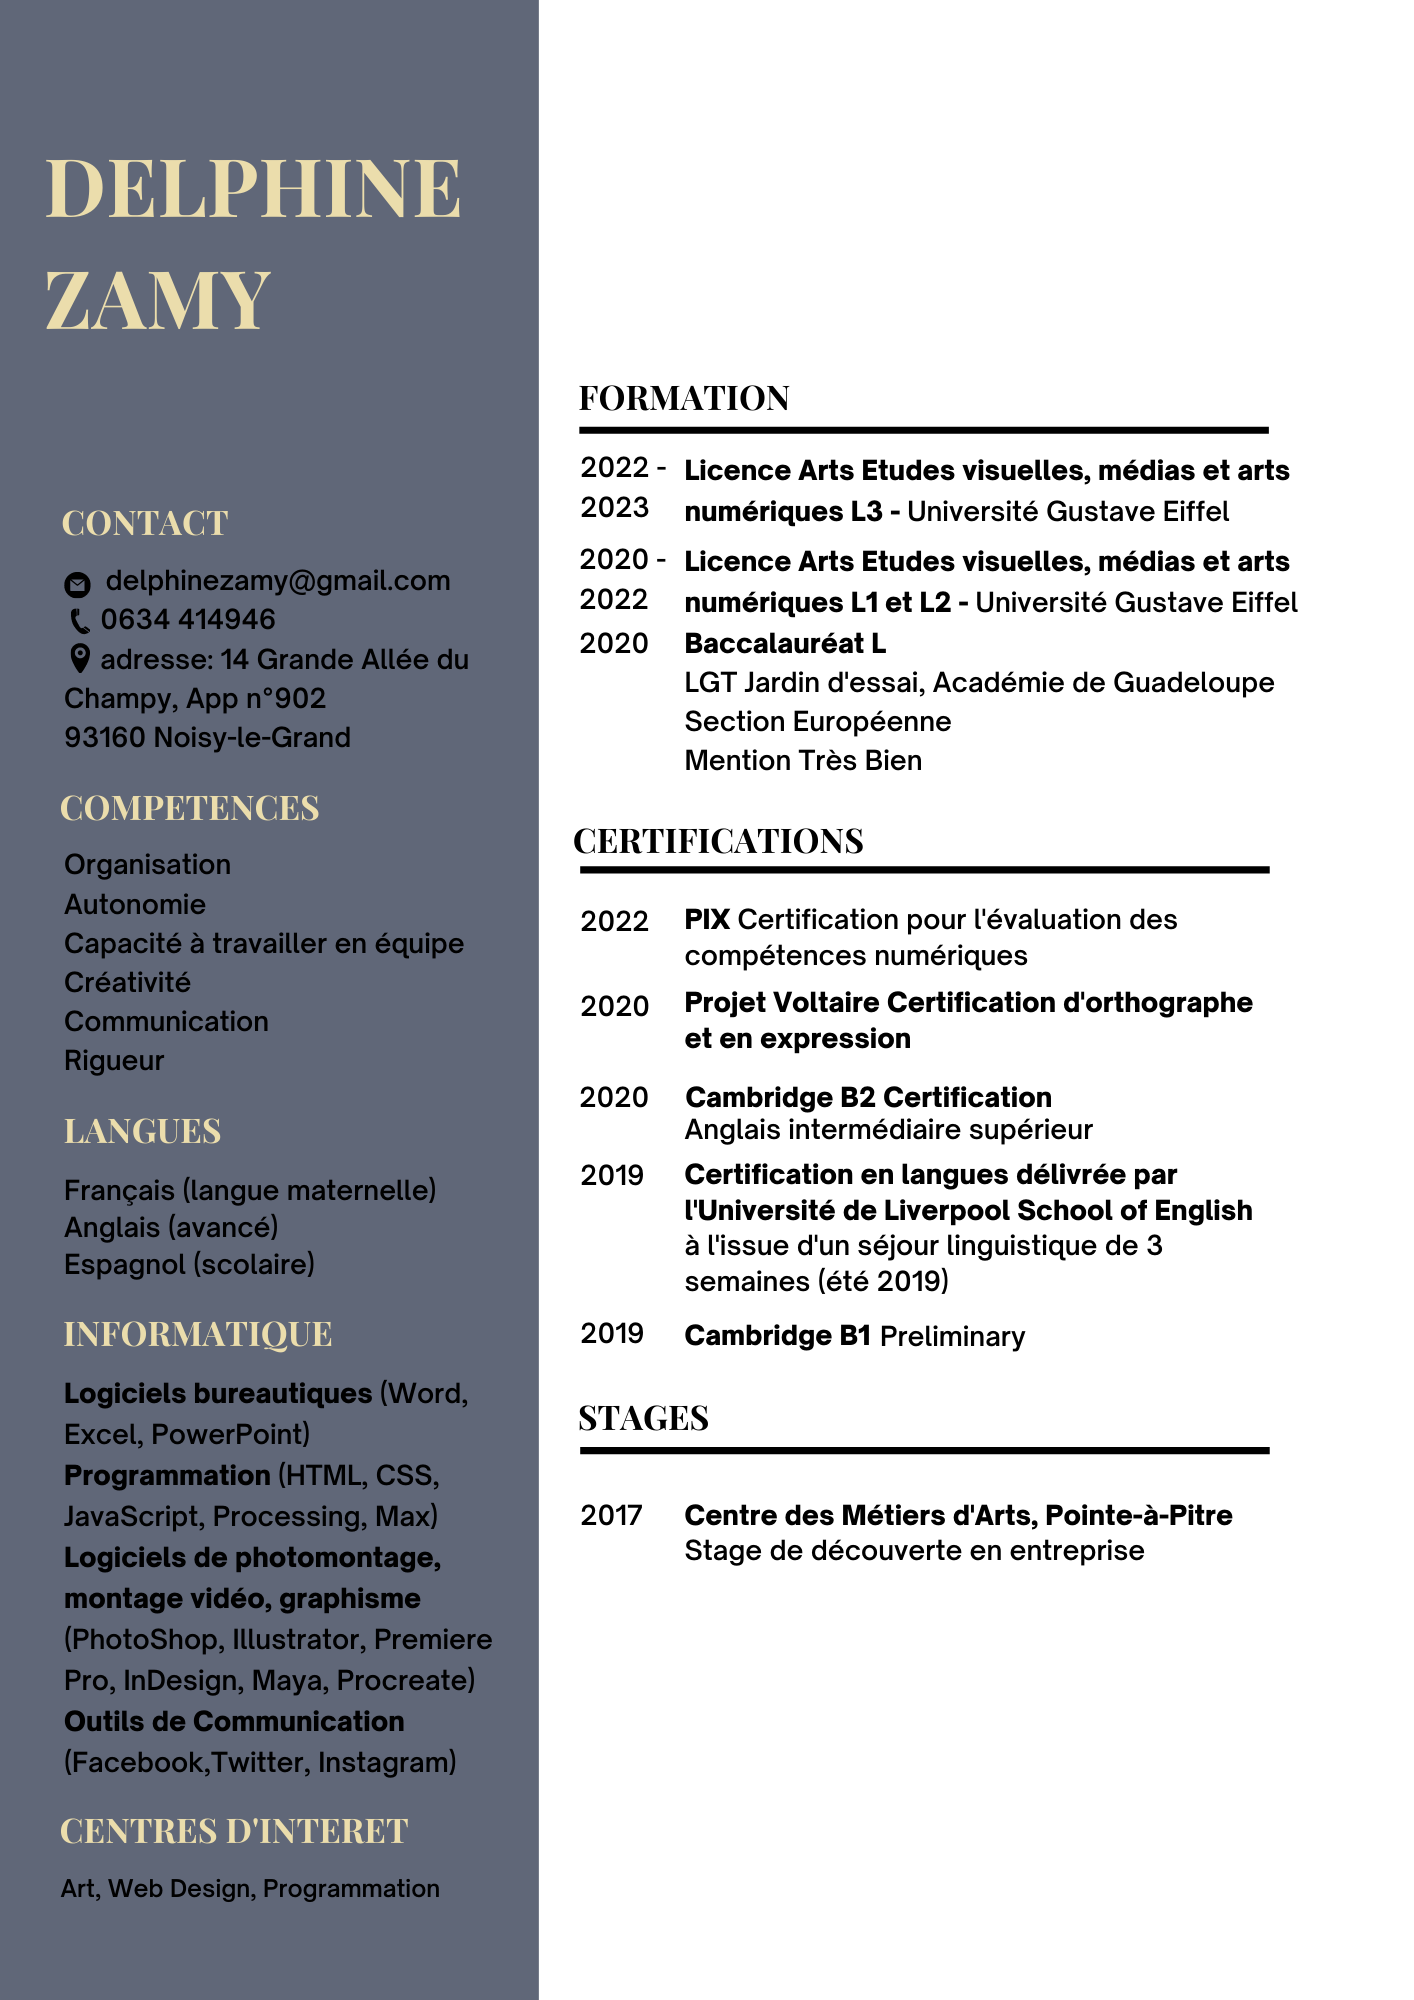 DELPHINE
ZAMY
CONTACT
delphinezamy@gmail.com
0634 414946
adresse: 14 Grande Allée du
Champy, App n°902
93160 Noisy-le-Grand
COMPETENCES
Organisation
Autonomie
Capacité à travailler en équipe
Créativité
Communication
Rigueur
LANGUES
Français (langue maternelle)
Anglais (avancé)
Espagnol (scolaire)
INFORMATIQUE
Logiciels bureautiques (Word,
Excel, PowerPoint)
Programmation (HTML, CSS,
JavaScript, Processing, Max)
Logiciels de photomontage,
montage vidéo, graphisme
(PhotoShop, Illustrator, Premiere
Pro, InDesign, Maya, Procreate)
Outils de Communication
(Facebook,Twitter, Instagram)
CENTRES D'INTERET
Art, Web Design, Programmation
FORMATION
2022 - Licence Arts Etudes visuelles, médias et arts
2023 numériques L3 - Université Gustave Eiffel
2020 - Licence Arts Etudes visuelles, médias et arts
2022 numériques L1 et L2 - Université Gustave Eiffel
2020 Baccalauréat L
LGT Jardin d'essai, Académie de Guadeloupe
Section Européenne
Mention Très Bien
CERTIFICATIONS
2022 PIX Certification pour l'évaluation des
compétences numériques
2020 Projet Voltaire Certification d'orthographe
et en expression
2020 Cambridge B2 Certification
Anglais intermédiaire supérieur
2019 Certification en langues délivrée par
l'Université de Liverpool School of English
à l'issue d'un séjour linguistique de 3
semaines (été 2019)
2019 Cambridge B1 Preliminary
STAGES
2017 Centre des Métiers d'Arts, Pointe-à-Pitre
Stage de découverte en entreprise